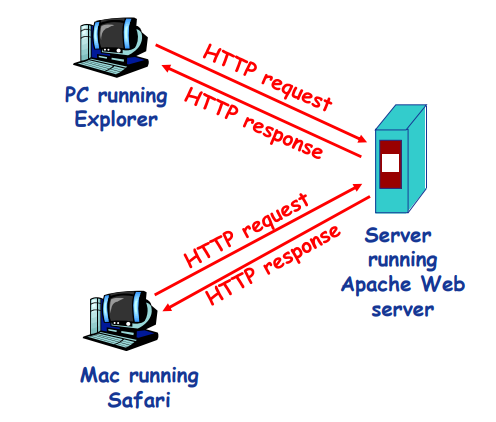 HTTP request
HTTP response
PC running
Explorer
HTTP request
HTTP response
Server
running
Apache Web
server
Mac running
Safari